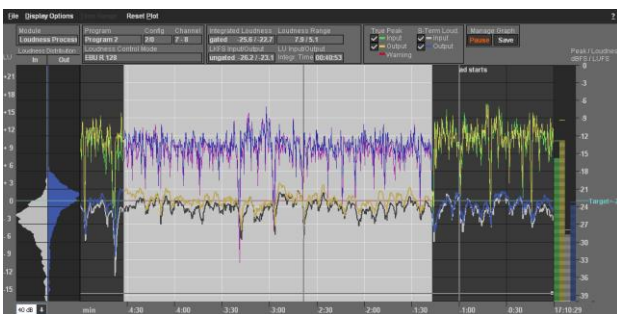 File Display Options Reset Plot ?
Module Program Config Channel Integrated Loudness Loudness Range True Peak B-Term Loud. Manage Graph
Loudness Process Program 2 2/0 7 - 8 gated -25.6 / -22.7 7.9 / 5.1 Input Input Pause Save
Loudness Distribution Loudness Control Mode LKFS Input/Output LU Input/Output Output Output
In Out EBU R 128 ungated -26.2 / -23.1 Integr. Time 00:40:53 Warning
Peak / Loudness
LU dBFS / LUFS
ed starts
+21
+18
+15
+12
+9
+6
+3
0
-3
-6
-9
-12
-15
-3
-6
-9
-12
-15
-18
-21
-24 Target=-2
-27
-30
-33
-36
-39
40 dB min -4:30 -4:00 -3:30 -3:00 -2:30 -2:00 -1:30 -1:00 -0:30 17:10:29